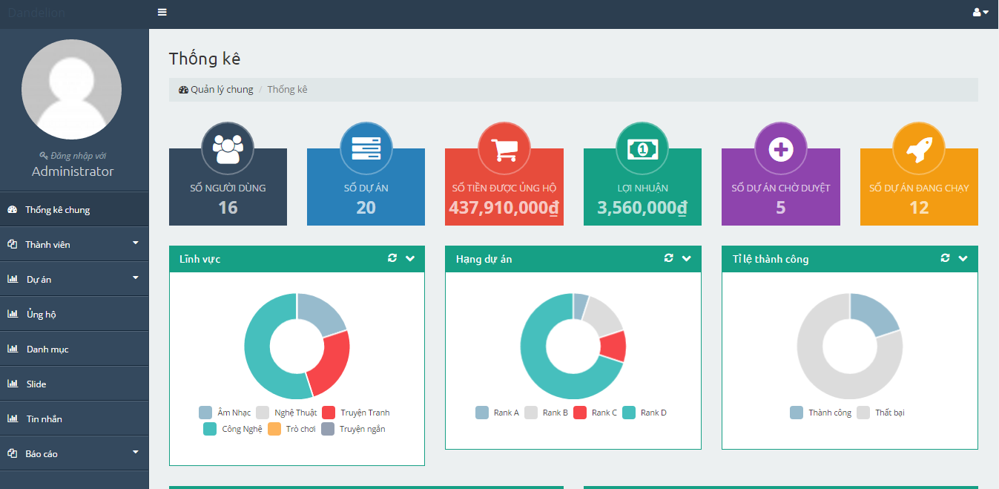 Dandelion
Đăng nhập với
Administrator
Thống kê chung
Thành viên
Dự án
Ủng hộ
Danh mục
Slide
Tin nhắn
Báo cáo
Thống kê
Quản lý chung / Thống kê
SỐ NGƯỜI DÙNG
16
SỐ DỰ ÁN
20
SỐ TIỀN ĐƯỢC ỦNG HỘ
437,910,000₫
LỢI NHUẬN
3,560,000₫
SỐ DỰ ÁN CHỜ DUYỆT
5
SỐ DỰ ÁN ĐANG CHẠY
12
Lĩnh vực
Âm Nhạc Nghệ Thuật Truyện Tranh
Công Nghệ Trò chơi Truyện ngắn
Hạng dự án
Rank A Rank B Rank C Rank D
Tỉ lệ thành công
Thành công Thất bại